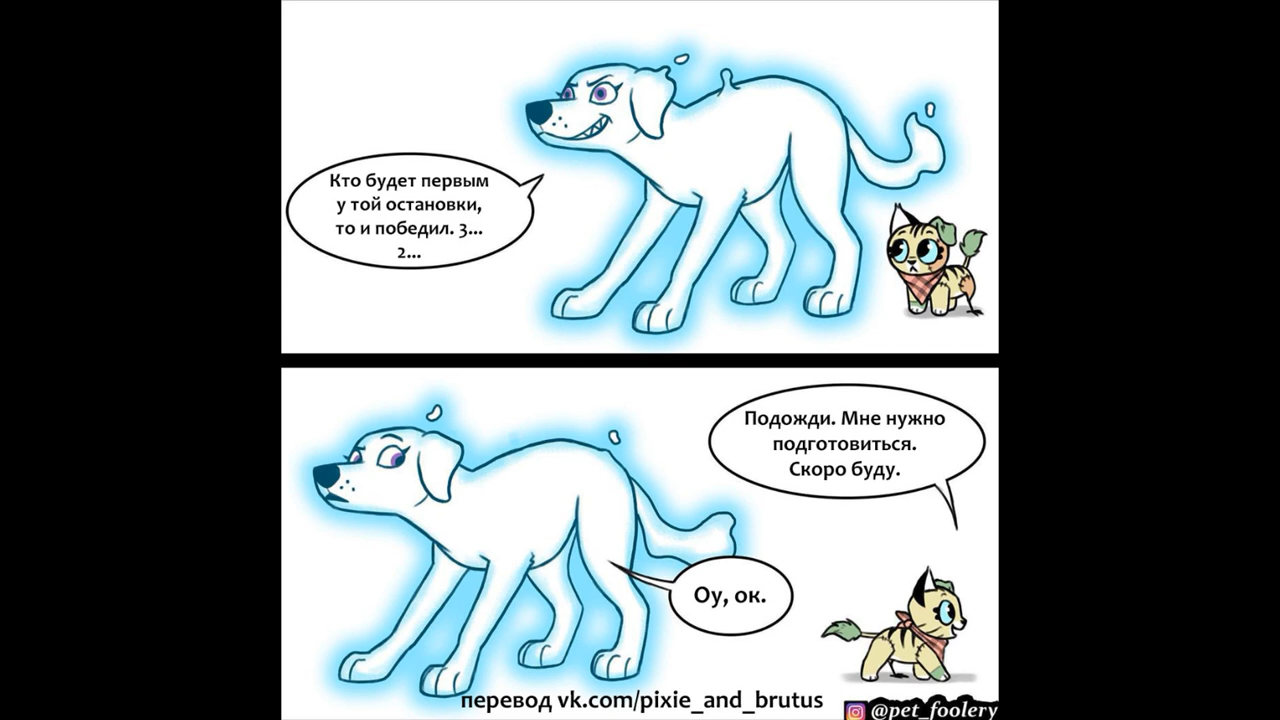 Кто будет первым
у той остановки,
то и победил. 3...
2...
Подожди. Мне нужно
подготовиться.
Скоро буду.
Оу, ок.
перевод vk.com/pixie_and_brutus
@pet_foolery